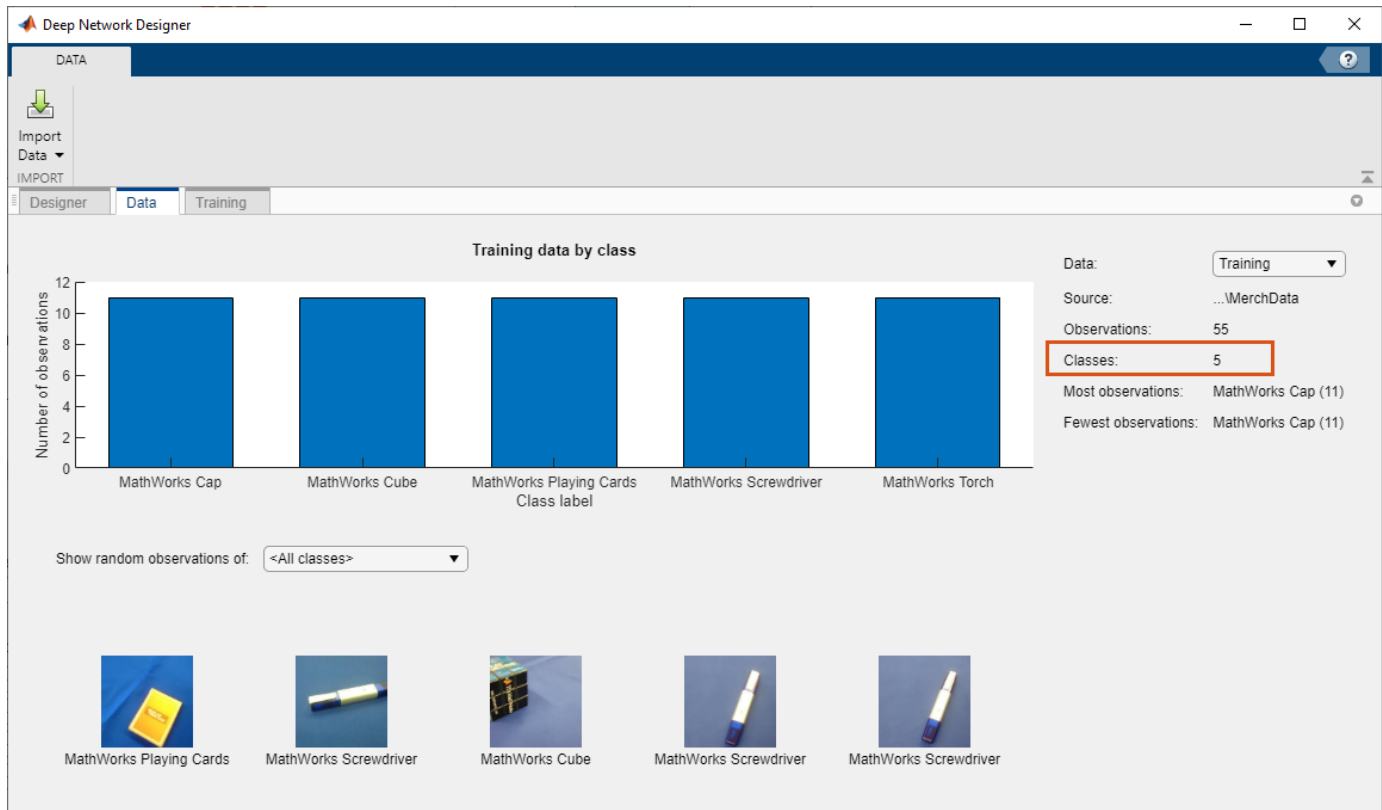 Deep Network Designer
DATA
?
Import
Data
IMPORT
Designer Data Training
Training data by class
12
10
8
6
4
2
0
Number of observations
MathWorks Cap MathWorks Cube MathWorks Playing Cards MathWorks Screwdriver MathWorks Torch
Class label
Data: Training
Source: ...\MerchData
Observations: 55
Classes: 5
Most observations: MathWorks Cap (11)
Fewest observations: MathWorks Cap (11)
Show random observations of: <All classes>
MathWorks Playing Cards MathWorks Screwdriver MathWorks Cube MathWorks Screwdriver MathWorks Screwdriver